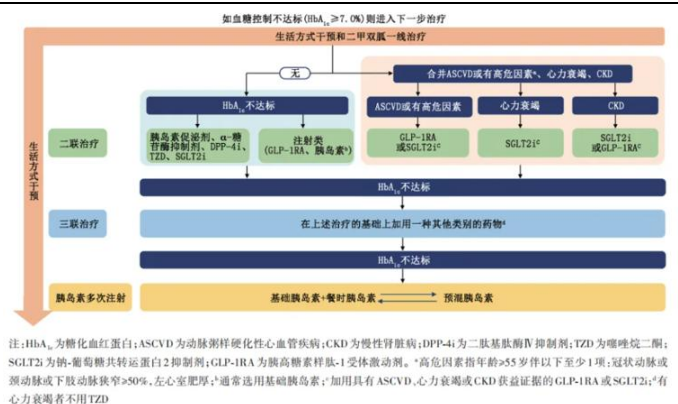 如血糖控制不达标(HbA1c≥7.0%)则进入下一步治疗
生活方式干预和二甲双胍一线治疗
无
合并ASCVD或有高危因素a、心力衰竭、CKD
HbA1c不达标
ASCVD或有高危因素
心力衰竭
CKD
生活方式干预
二联治疗
胰岛素促泌剂、α-糖
苷酶抑制剂、DPP-4i、
TZD、SGLT2i
注射类
(GLP-1RA、胰岛素b)
GLP-1RA
或SGLT2ic
SGLT2ic
SGLT2i
或GLP-1RAc
HbA1c不达标
三联治疗
在上述治疗的基础上加用一种其他类别的药物d
HbA1c不达标
胰岛素多次注射
基础胰岛素+餐时胰岛素
预混胰岛素
注:HbA1c为糖化血红蛋白;ASCVD为动脉粥样硬化性心血管疾病;CKD为慢性肾脏病;DPP-4i为二肽基肽酶Ⅳ抑制剂;TZD为噻唑烷二酮;
SGLT2i为钠-葡萄糖共转运蛋白2抑制剂;GLP-1RA为胰高糖素样肽-1受体激动剂。a高危因素指年龄≥55岁伴以下至少1项:冠状动脉或
颈动脉或下肢动脉狭窄≥50%,左心室肥厚;b通常选用基础胰岛素;c加用具有ASCVD、心力衰竭或CKD获益证据的GLP-1RA或SGLT2i;d有
心力衰竭者不用TZD